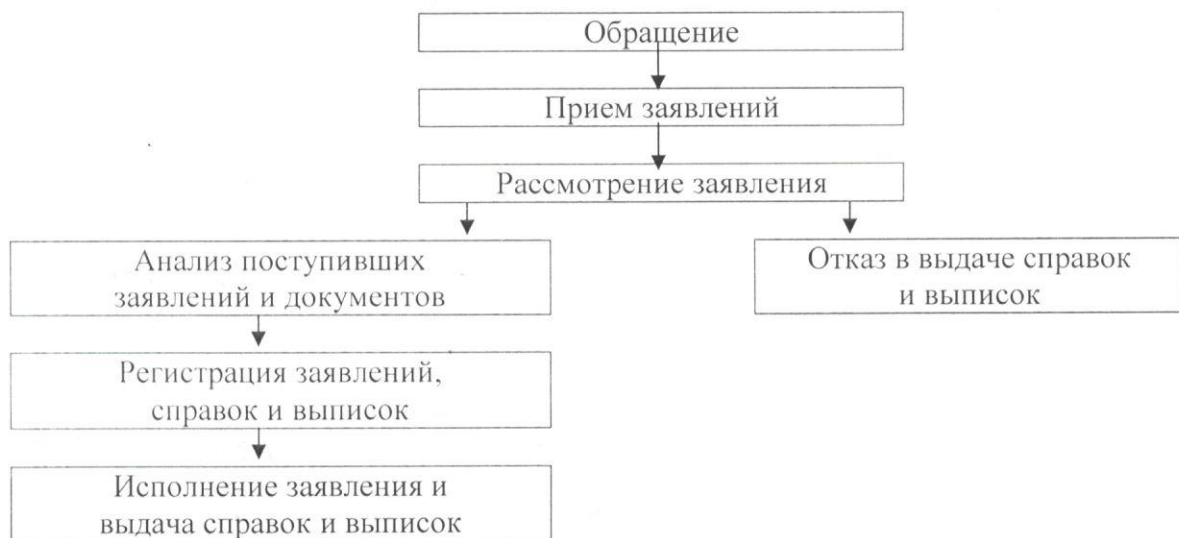 Обращение
Прием заявлений
Рассмотрение заявления
Анализ поступивших
заявлений и документов
Отказ в выдаче справок
и выписок
Регистрация заявлений,
справок и выписок
Исполнение заявления и
выдача справок и выписок